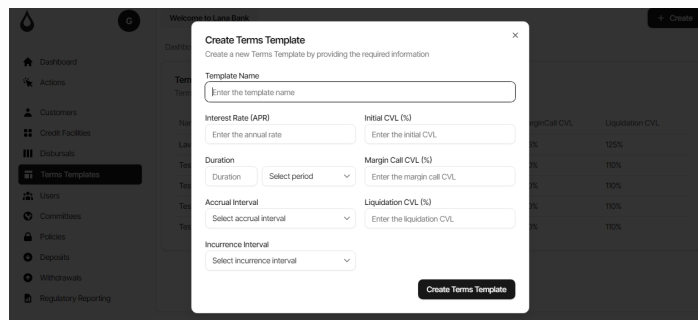 G
Welcome to Lana Bank
+ Create
Dashboard
Actions
Customers
Credit Facilities
Disbursals
Terms Templates
Users
Committees
Policies
Deposits
Withdrawals
Regulatory Reporting
Create Terms Template
Create a new Terms Template by providing the required information
Template Name
Enter the template name
Interest Rate (APR)
Initial CVL (%)
Enter the annual rate
Enter the initial CVL
Duration
Margin Call CVL (%)
Duration
Select period
Enter the margin call CVL
Accrual Interval
Liquidation CVL (%)
Select accrual interval
Enter the liquidation CVL
Incurrence Interval
Select incurrence interval
Create Terms Template
Liquidation CVL
125%
110%
110%
110%
110%